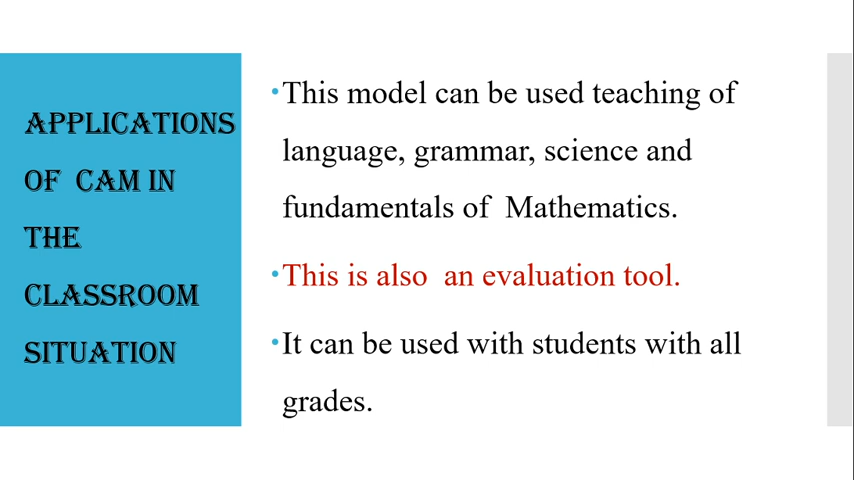 APPLICATIONS
OF CAM IN
THE
CLASSROOM
SITUATION
•This model can be used teaching of
language, grammar, science and
fundamentals of Mathematics.
•This is also an evaluation tool.
•It can be used with students with all
grades.